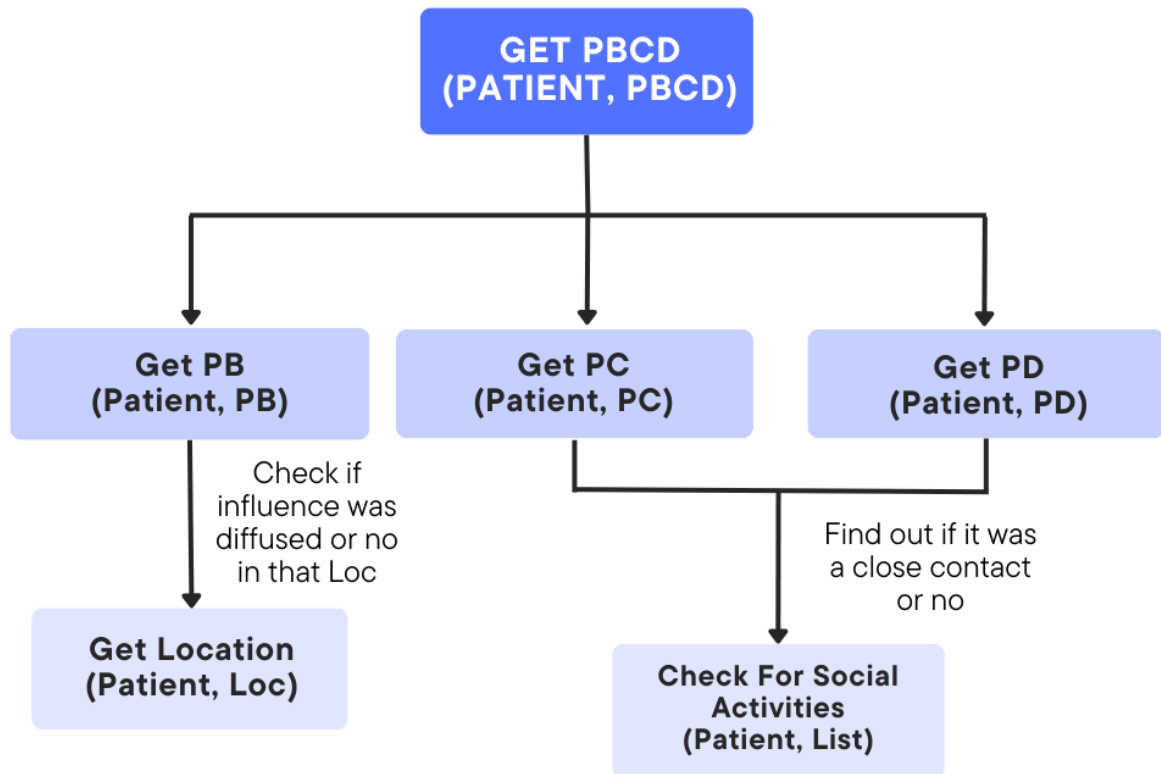 GET PBCD
(PATIENT, PBCD)
Get PB
(Patient, PB)
Get PC
(Patient, PC)
Get PD
(Patient, PD)
Check if
influence was
diffused or no
in that Loc
Find out if it was
a close contact
or no
Get Location
(Patient, Loc)
Check For Social
Activities
(Patient, List)